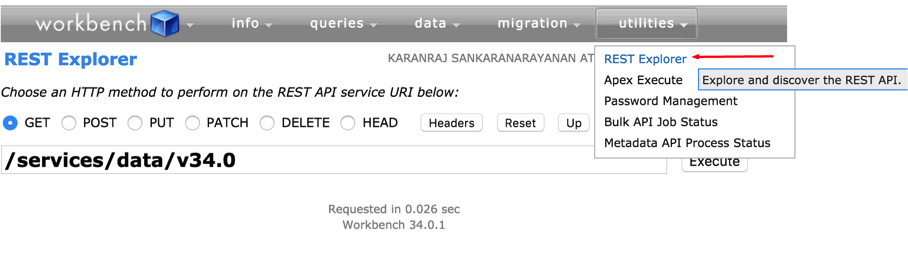 workbench info queries data migration utilities
REST Explorer KARANRAJ SANKARANARAYANAN AT
REST Explorer
Apex Execute Explore and discover the REST API.
Password Management
Bulk API Job Status
Metadata API Process Status
Choose an HTTP method to perform on the REST API service URI below:
GET POST PUT PATCH DELETE HEAD Headers Reset Up
/services/data/v34.0 Execute
Requested in 0.026 sec
Workbench 34.0.1